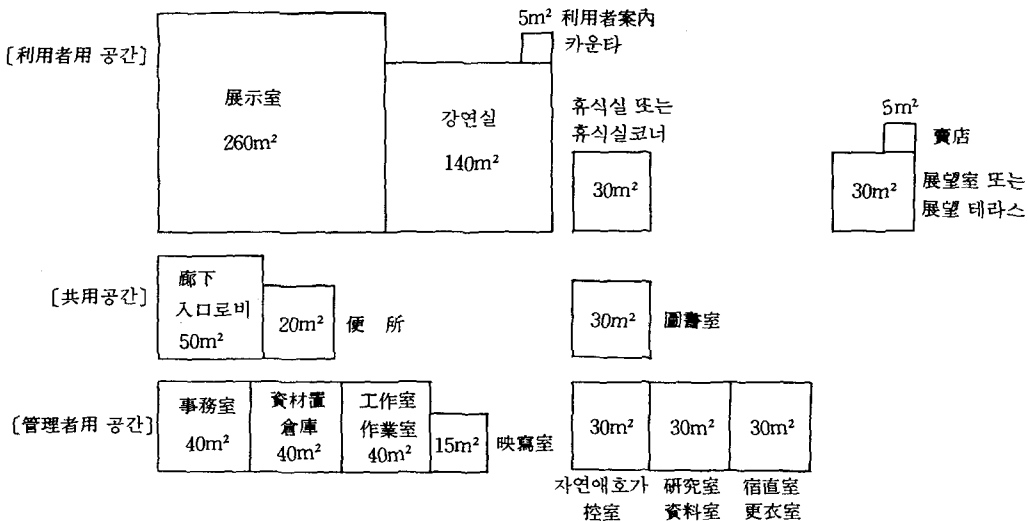 [利用者用 공간]
展示室
260m²
강연실
140m²
5m² 利用者案內
카운타
휴식실 또는
휴식실코너
30m²
5m²
賣店
30m²
展望室 또는
展望 테라스
[共用공간]
廊下
入口로비
50m²
20m²
便 所
30m²
圖書室
[管理者用 공간]
事務室
40m²
資材置
倉庫
40m²
工作室
作業室
40m²
15m²
映寫室
30m²
30m²
30m²
자연애호가
控室
研究室
資料室
宿直室
更衣室